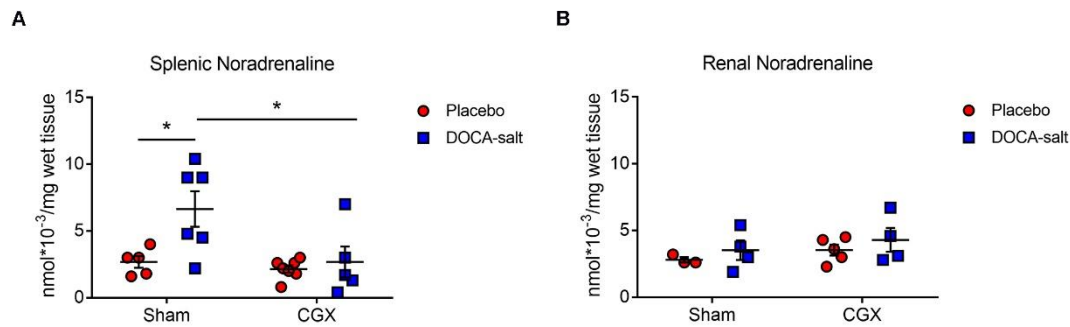 A
Splenic Noradrenaline
nmol*10⁻³/mg wet tissue
15
10
5
0
*
*
Sham
CGX
Placebo
DOCA-salt
B
Renal Noradrenaline
nmol*10⁻³/mg wet tissue
15
10
5
0
Sham
CGX
Placebo
DOCA-salt